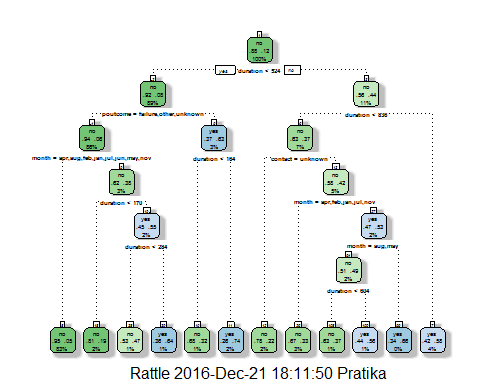 no
.88 .12
100%
yes duration < 524 no
no
.92 .08
89%
no
.56 .44
11%
poutcome = failure,other,unknown
duration < 836
no
.94 .06
86%
yes
.37 .63
no
.63 .37
7%
month = apr,aug,feb,jan,jul,jun,may,nov
duration < 164
contact = unknown
no
.62 .38
3%
no
.58 .42
5%
duration < 170
month = apr,feb,jan,jul,nov
yes
.45 .55
2%
yes
.47 .53
2%
duration < 284
month = aug,may
no
.51 .49
2%
duration < 604
no
.95 .05
83%
no
.81 .19
2%
no
.52 .47
1%
yes
.36 .64
1%
no
.68 .32
1%
yes
.26 .74
2%
no
.78 .22
2%
no
.67 .33
2%
no
.63 .37
1%
yes
.44 .56
1%
yes
.34 .66
0%
yes
.42 .58
4%
Rattle 2016-Dec-21 18:11:50 Pratika